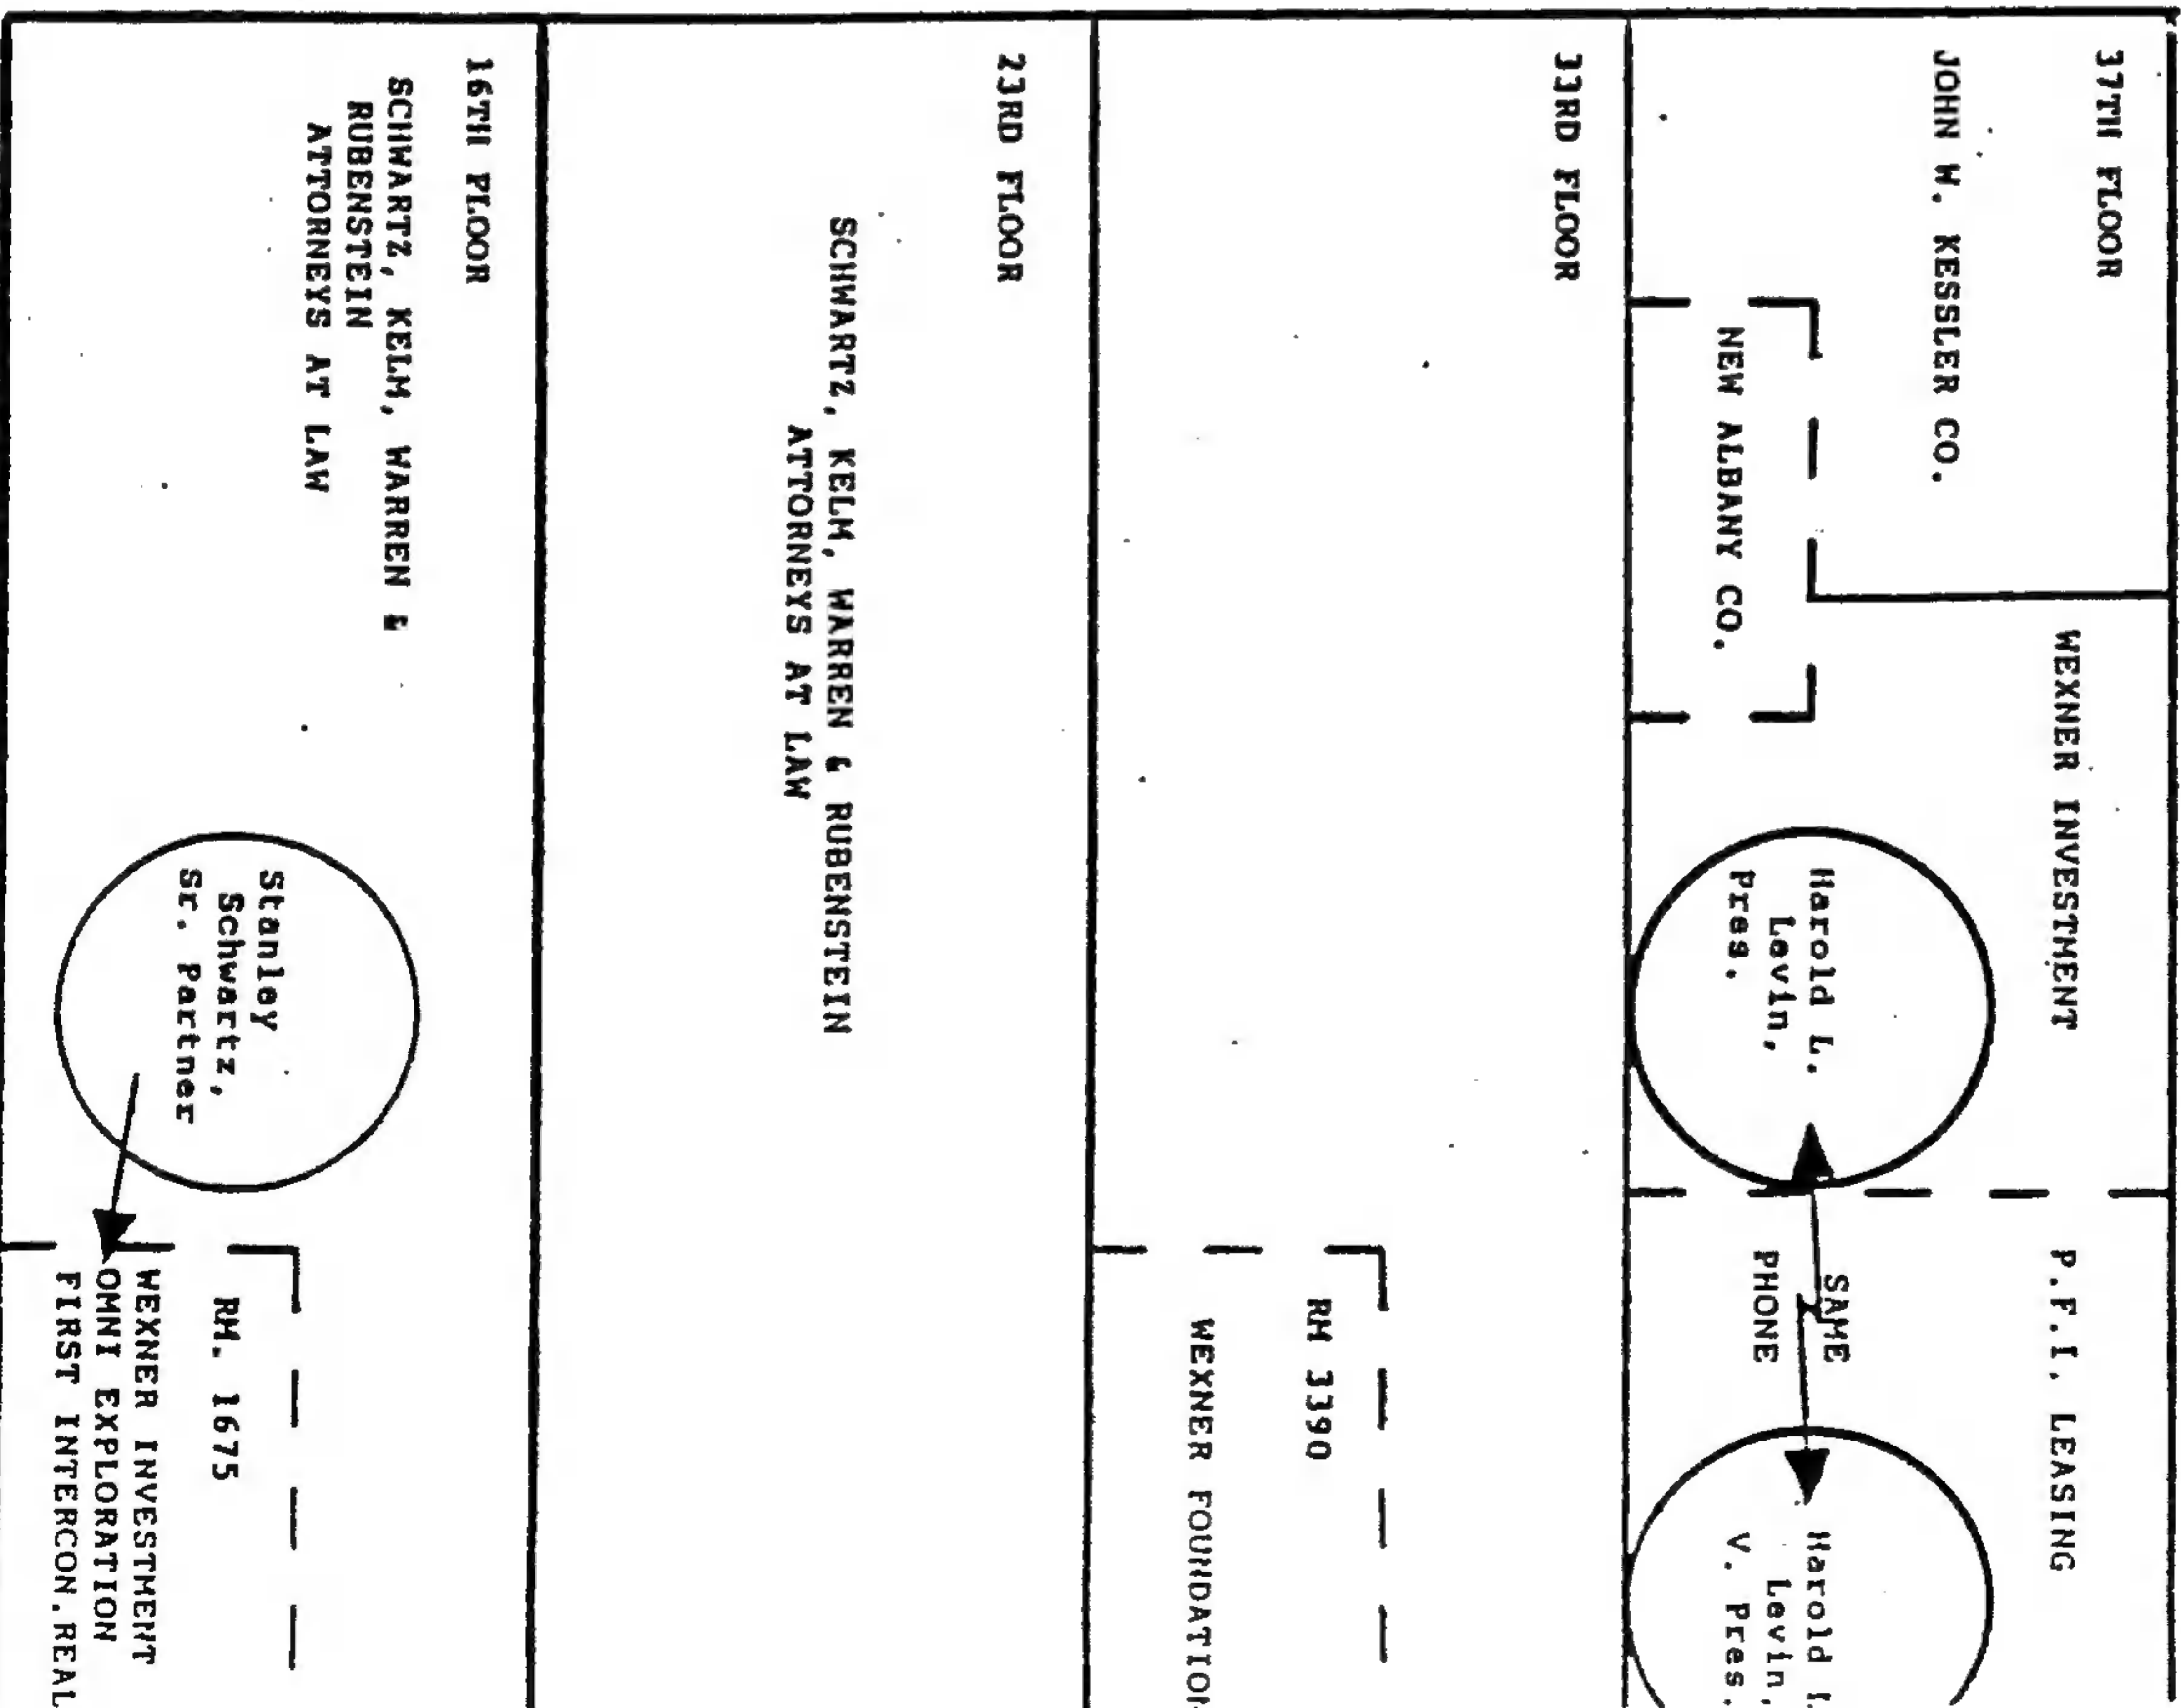 37TH FLOOR
JOHN W. KESSLER CO.
NEW ALBANY CO.
WEXNER INVESTMENT
Harold L.
Levin,
Pres.
P.F.I. LEASING
SAME
PHONE
Harold L.
Levin,
V. Pres.
33RD FLOOR
RM 3390
WEXNER FOUNDATION
23RD FLOOR
SCHWARTZ, KELM, WARREN & RUBENSTEIN
ATTORNEYS AT LAW
16TH FLOOR
SCHWARTZ, KELM, WARREN &
RUBENSTEIN
ATTORNEYS AT LAW
Stanley
Schwartz,
Sr. Partner
RM. 1675
WEXNER INVESTMENT
OMNI EXPLORATION
FIRST INTERCON.REAL